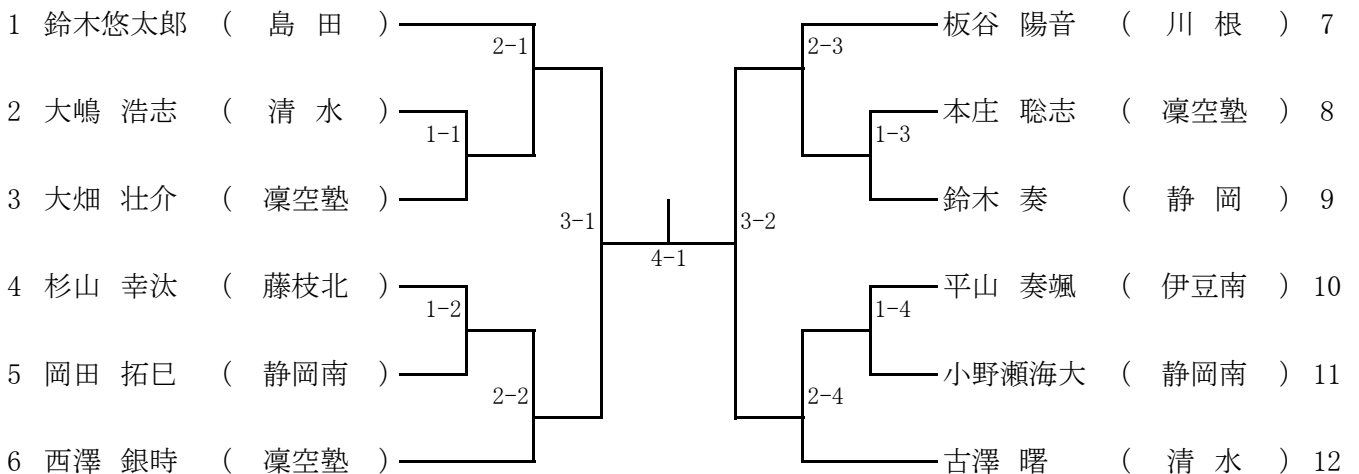 1 鈴木悠太郎 ( 島 田 )
2-1
2 大嶋 浩志 ( 清 水 )
1-1
3 大畑 壮介 ( 凜空塾 )
3-1
4 杉山 幸汰 ( 藤枝北 )
1-2
5 岡田 拓巳 ( 静岡南 )
2-2
6 西澤 銀時 ( 凜空塾 )
4-1
板谷 陽音 ( 川 根 ) 7
2-3
本庄 聡志 ( 凜空塾 ) 8
1-3
鈴木 奏 ( 静 岡 ) 9
3-2
平山 奏颯 ( 伊豆南 ) 10
1-4
小野瀬海大 ( 静岡南 ) 11
2-4
古澤 曙 ( 清 水 ) 12